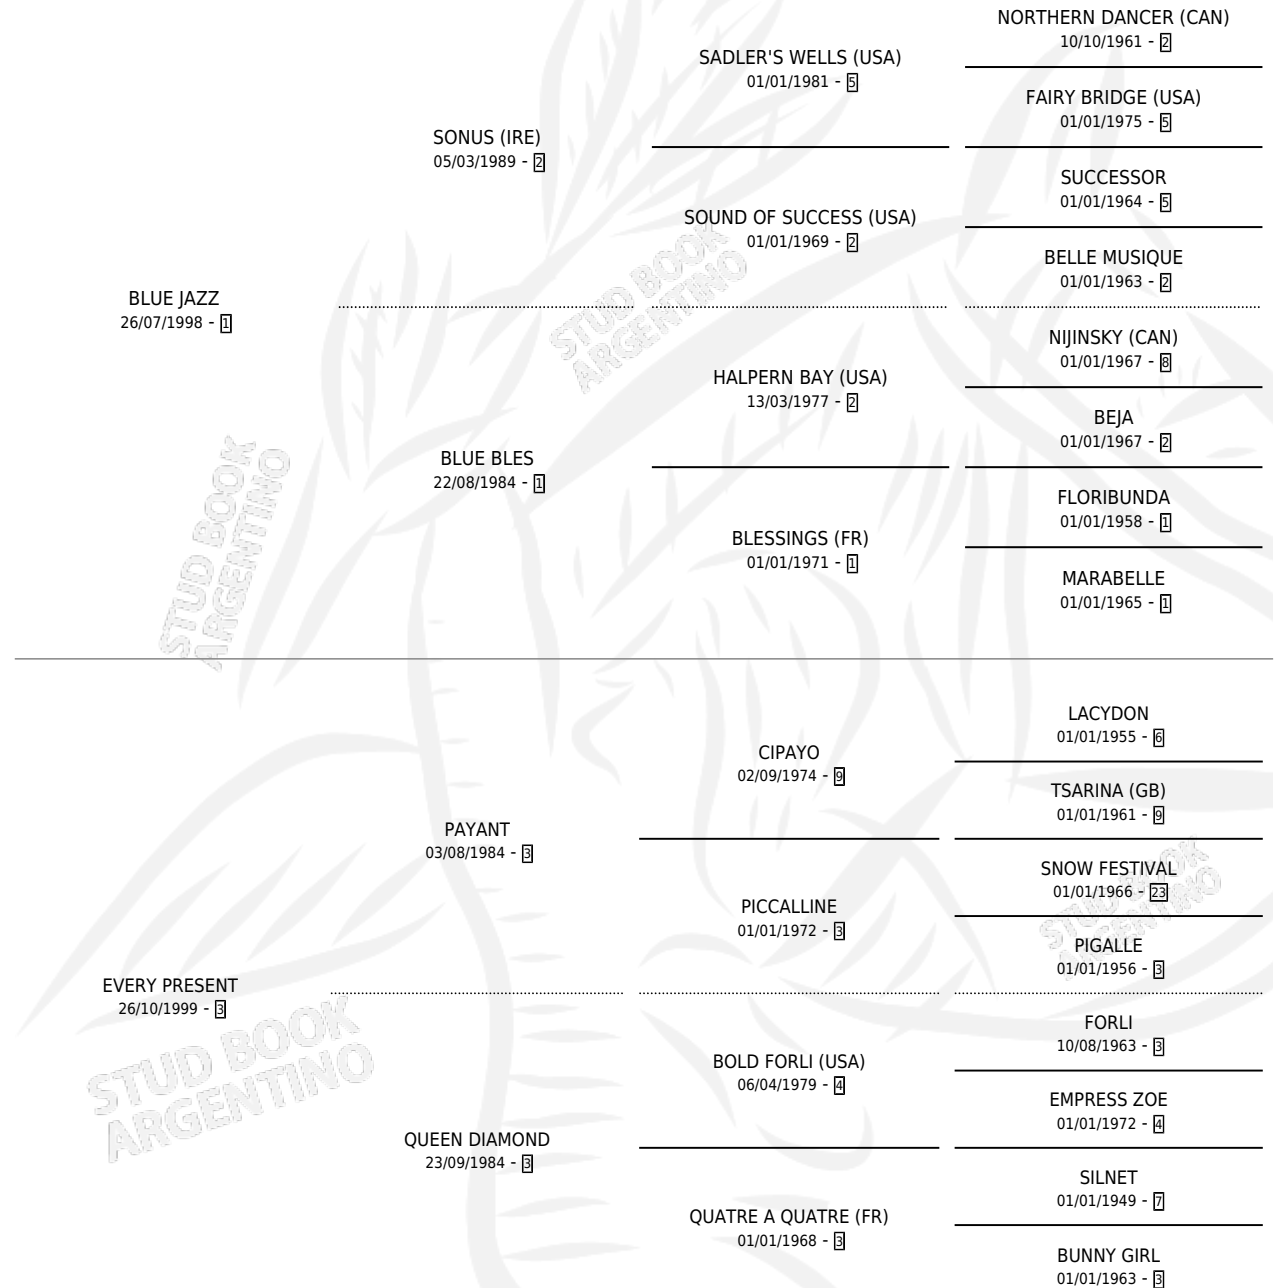 NORTHERN DANCER (CAN)
10/10/1961 - 2
SADLER'S WELLS (USA)
01/01/1981 - 5
FAIRY BRIDGE (USA)
01/01/1975 - 5
SONUS (IRE)
05/03/1989 - 2
SUCCESSOR
01/01/1964 - 5
SOUND OF SUCCESS (USA)
01/01/1969 - 2
BELLE MUSIQUE
01/01/1963 - 2
BLUE JAZZ
26/07/1998 - 1
STUD BOOK
ARGENTINO
NIJINSKY (CAN)
01/01/1967 - 8
HALPERN BAY (USA)
13/03/1977 - 2
BEJA
01/01/1967 - 2
BLUE BLES
22/08/1984 - 1
FLORIBUNDA
01/01/1958 - 1
BLESSINGS (FR)
01/01/1971 - 1
MARABELLE
01/01/1965 - 1
STUD BOOK
ARGENTINO
LACYDON
01/01/1955 - 6
CIPAYO
02/09/1974 - 9
TSARINA (GB)
01/01/1961 - 9
PAYANT
03/08/1984 - 3
SNOW FESTIVAL
01/01/1966 - 23
PICCALLINE
01/01/1972 - 3
PIGALLE
01/01/1956 - 3
STUD BOOK
ARGENTINO
EVERY PRESENT
26/10/1999 - 3
FORLI
10/08/1963 - 3
BOLD FORLI (USA)
06/04/1979 - 4
EMPRESS ZOE
01/01/1972 - 4
QUEEN DIAMOND
23/09/1984 - 3
SILNET
01/01/1949 - 7
QUATRE A QUATRE (FR)
01/01/1968 - 3
BUNNY GIRL
01/01/1963 - 3
STUD BOOK
ARGENTINO